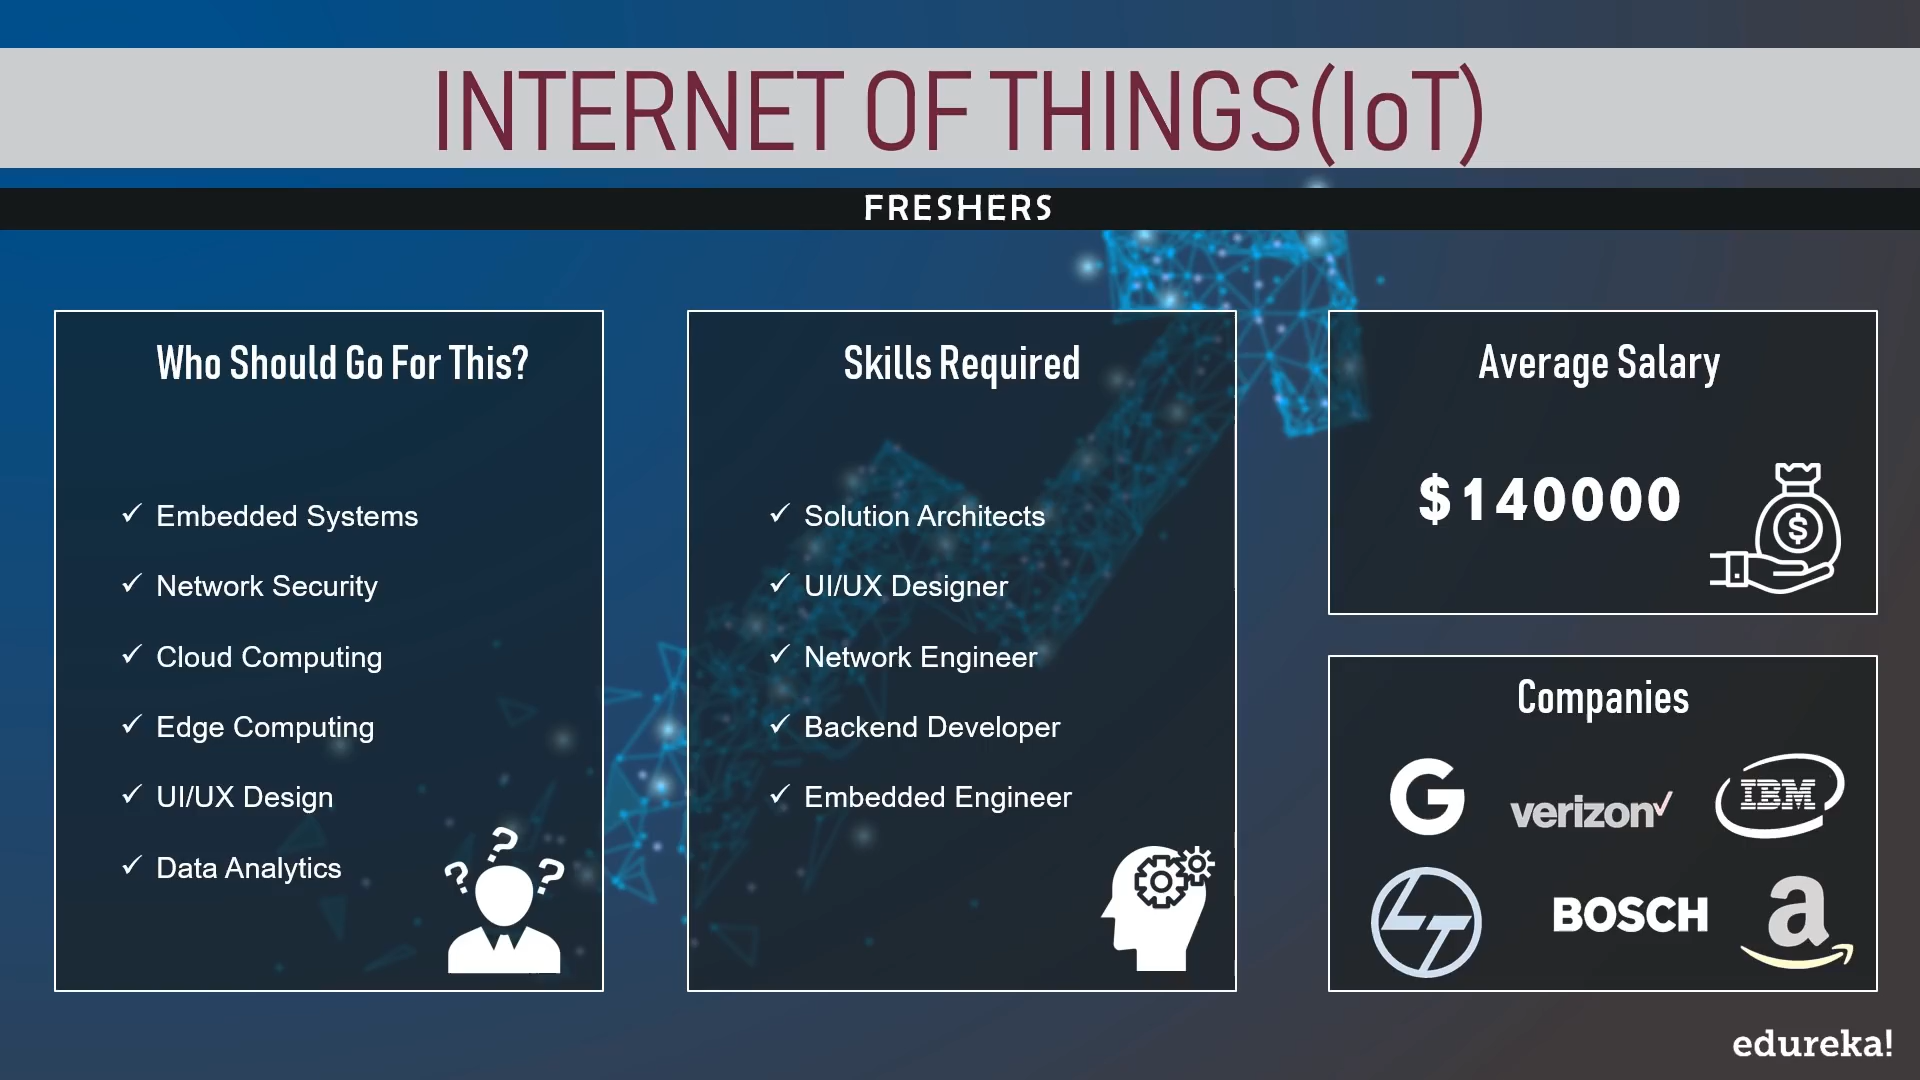 INTERNET OF THINGS(IoT)
FRESHERS
Who Should Go For This?
Embedded Systems
Network Security
Cloud Computing
Edge Computing
UI/UX Design
Data Analytics
? ? ?
Skills Required
Solution Architects
UI/UX Designer
Network Engineer
Backend Developer
Embedded Engineer
Average Salary
$140000
$
Companies
G
verizon
IBM
LT
BOSCH
a
edureka!